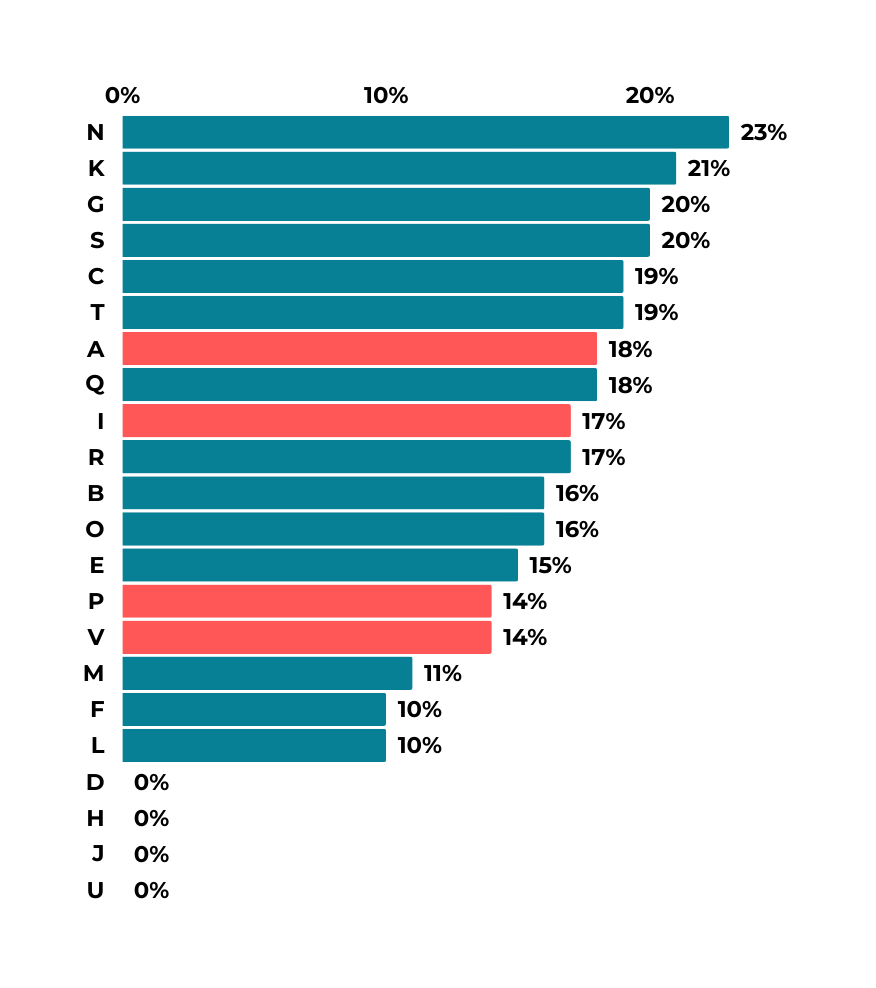 0% 10% 20%
N 23%
K 21%
G 20%
S 20%
C 19%
T 19%
A 18%
Q 18%
I 17%
R 17%
B 16%
O 16%
E 15%
P 14%
V 14%
M 11%
F 10%
L 10%
D 0%
H 0%
J 0%
U 0%